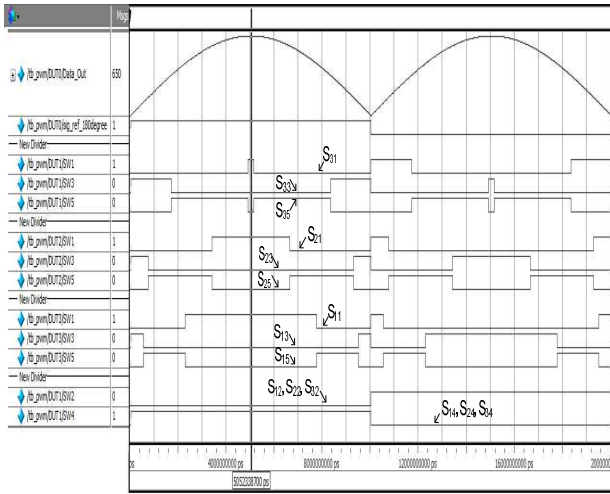 Msgs
/tb_pwm/DUT0/Data_Out 650
/tb_pwm/DUT0/sig_ref_180degree 1
New Divider
/tb_pwm/DUT1/SW1 1
S31
/tb_pwm/DUT1/SW3 0
S33
/tb_pwm/DUT1/SW5 0
S35
New Divider
/tb_pwm/DUT2/SW1 1
S21
/tb_pwm/DUT2/SW3 0
S23
/tb_pwm/DUT2/SW5 0
S25
New Divider
/tb_pwm/DUT3/SW1 1
S11
/tb_pwm/DUT3/SW3 0
S13
/tb_pwm/DUT3/SW5 0
S15
New Divider
/tb_pwm/DUT1/SW2 0
S12, S22, S32
/tb_pwm/DUT1/SW4 1
S14, S24, S34
ps 4000000000 ps 8000000000 ps 12000000000 ps 16000000000 ps
5052338700 ps